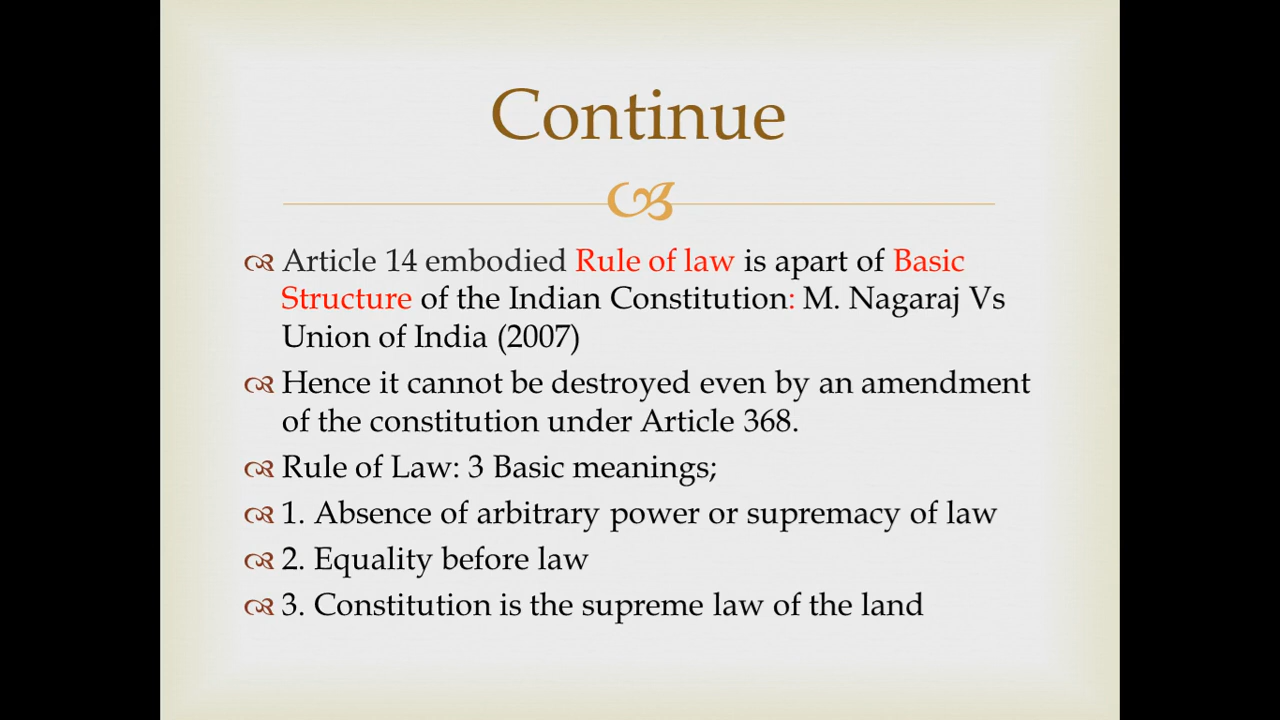 Continue
Article 14 embodied Rule of law is apart of Basic
Structure of the Indian Constitution: M. Nagaraj Vs
Union of India (2007)
Hence it cannot be destroyed even by an amendment
of the constitution under Article 368.
Rule of Law: 3 Basic meanings;
1. Absence of arbitrary power or supremacy of law
2. Equality before law
3. Constitution is the supreme law of the land